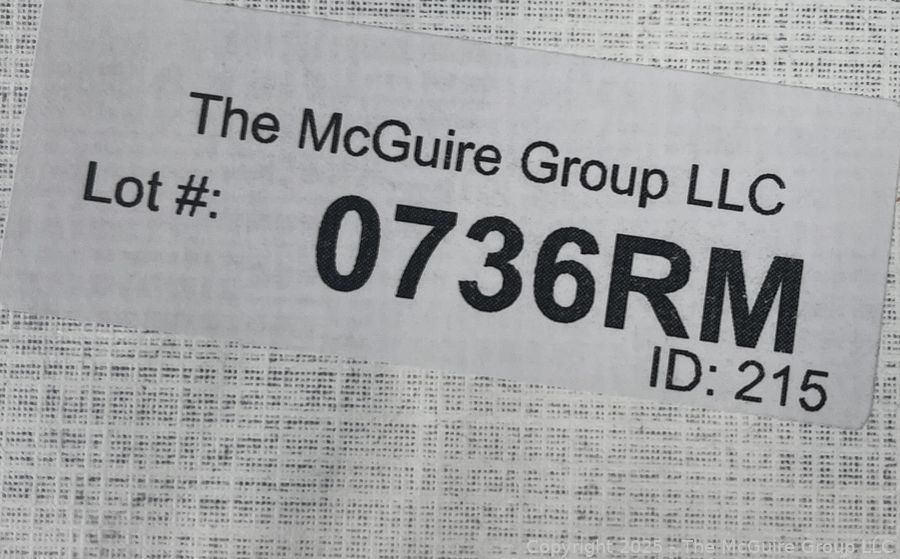 The McGuire Group LLC
Lot #:
0736RM
ID: 215
Copyright 2025 - The McGuire Group LLC